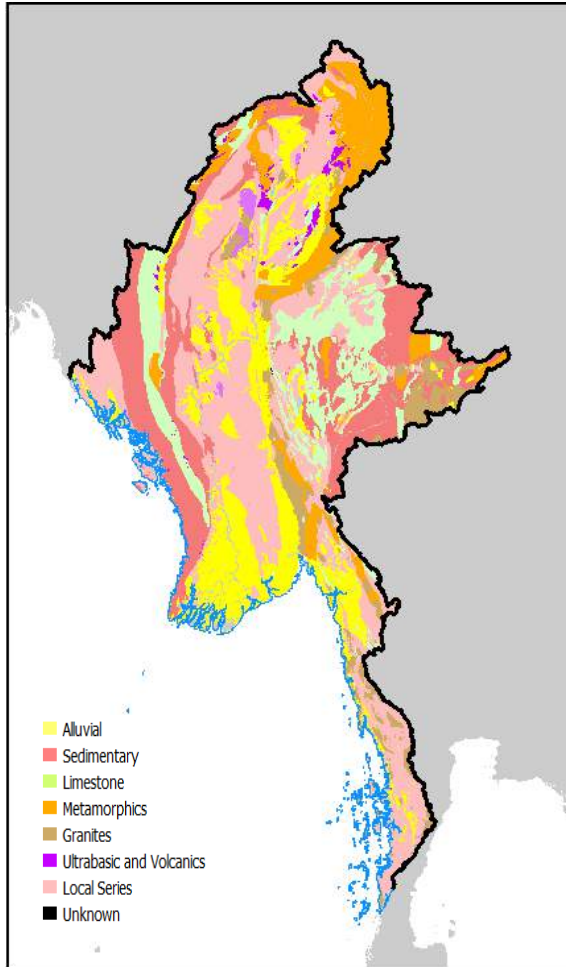 Alluvial
Sedimentary
Limestone
Metamorphics
Granites
Ultrabasic and Volcanics
Local Series
Unknown